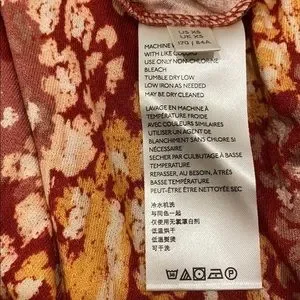 US XS
UK XS
170 / 84A
MACHINE
WITH LIKE COLORS
USE ONLY NON-CHLORINE
BLEACH
TUMBLE DRY LOW
LOW IRON AS NEEDED
MAY BE DRY CLEANED
LAVAGE EN MACHINE À
TEMPÉRATURE FROIDE
AVEC COULEURS SIMILAIRES
UTILISER UN AGENT DE
BLANCHIMENT SANS CHLORE SI
NÉCESSAIRE
SÉCHER PAR CULBUTAGE À BASSE
TEMPERATURE
REPASSER, AU BESOIN, À TRÈS
BASSE TEMPÉRATURE
PEUT-ÊTRE ÊTRE NETTOYÉE SEC
冷水机洗
与同色一起
仅使用无氯漂白剂
低温烘干
低温熨烫
可干洗